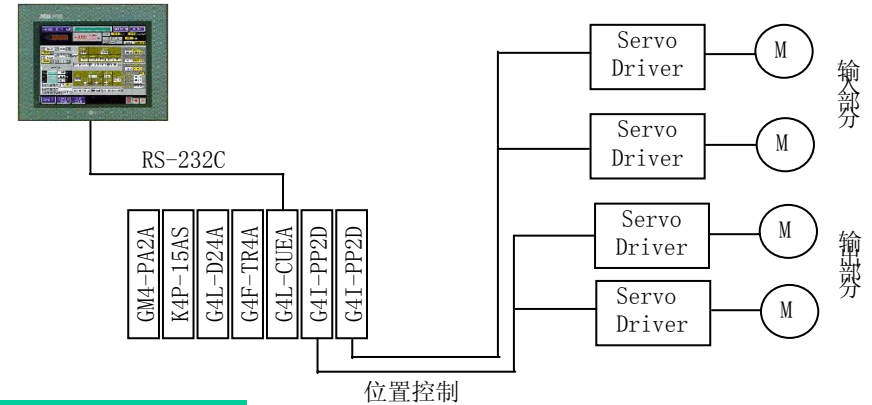 Servo
Driver
M
输入部分
Servo
Driver
M
RS-232C
Servo
Driver
M
输出部分
GM4-PA2A
K4P-15AS
G4L-D24A
G4F-TR4A
G4L-CUEA
G4I-PP2D
G4I-PP2D
Servo
Driver
M
位置控制